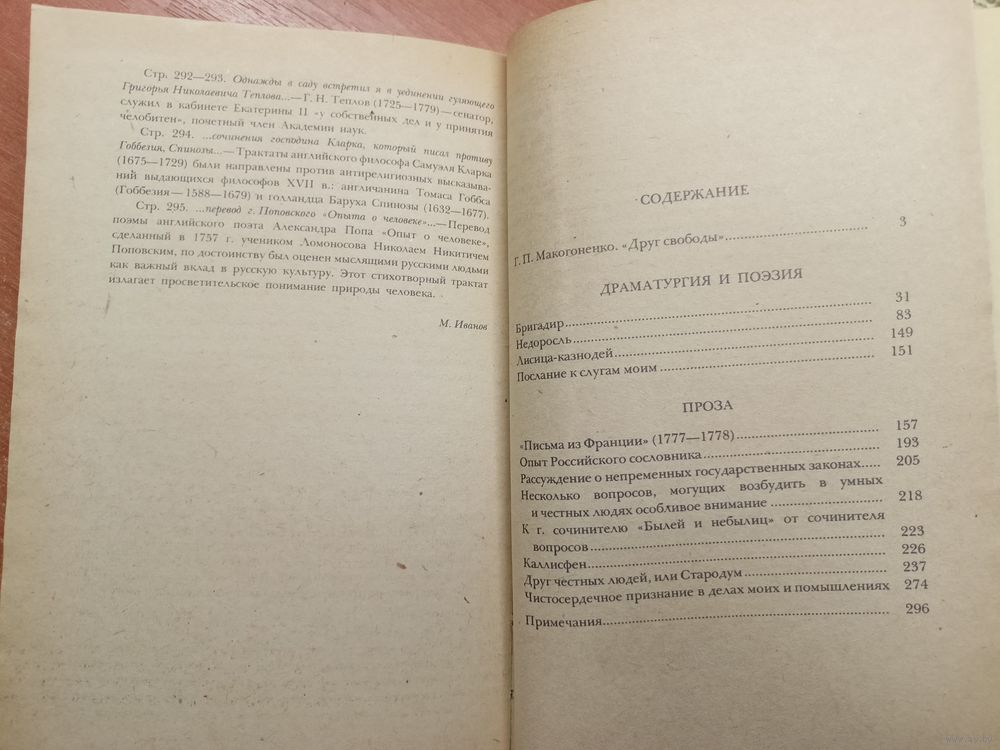 Стр. 292—293. Однажды в саду встретил я в уединении гуляющего
Григорья Николаевича Теплова...—Г. Н. Теплов (1725—1779)—сенатор,
служил в кабинете Екатерины II «у собственных дел и у принятия
челобитен», почетный член Академии наук.
Стр. 294. ...сочинения господина Кларка, который писал противу
Гоббезия, Спинозы...—Трактаты английского философа Самуэля Кларка
(1675—1729) были направлены против антирелигиозных высказыва-
ний выдающихся философов XVII в.: англичанина Томаса Гоббса
(Гоббезия—1588—1679) и голландца Баруха Спинозы (1632—1677).
Стр. 295. ...перевод г. Поповского «Опыта о человеке»...—Перевод
поэмы английского поэта Александра Попа «Опыт о человеке»,
сделанный в 1757 г. учеником Ломоносова Николаем Никитичем
Поповским, по достоинству был оценен мыслящими русскими людьми
как важный вклад в русскую культуру. Этот стихотворный трактат
излагает просветительское понимание природы человека.
М. Иванов
СОДЕРЖАНИЕ
Г. П. Макогоненко. «Друг свободы» 3
ДРАМАТУРГИЯ И ПОЭЗИЯ
Бригадир 31
Недоросль 83
Лисица-казнодей 149
Послание к слугам моим 151
ПРОЗА
«Письма из Франции» (1777—1778) 157
Опыт Российского сословника 193
Рассуждение о непременных государственных законах 205
Несколько вопросов, могущих возбудить в умных
и честных людях особливое внимание 218
К г. сочинителю «Былей и небылиц» от сочинителя
вопросов 223
Каллисфен 226
Друг честных людей, или Стародум 237
Чистосердечное признание в делах моих и помышлениях 274
Примечания 296